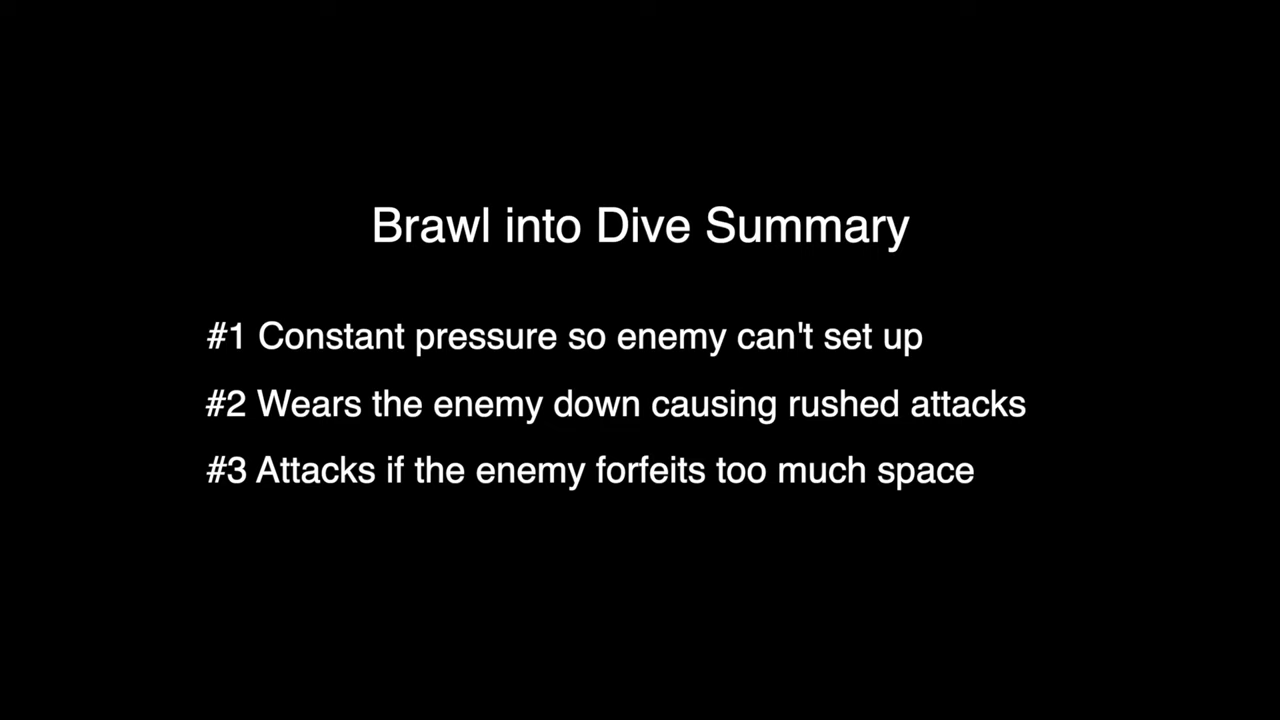 Brawl into Dive Summary
#1 Constant pressure so enemy can't set up
#2 Wears the enemy down causing rushed attacks
#3 Attacks if the enemy forfeits too much space